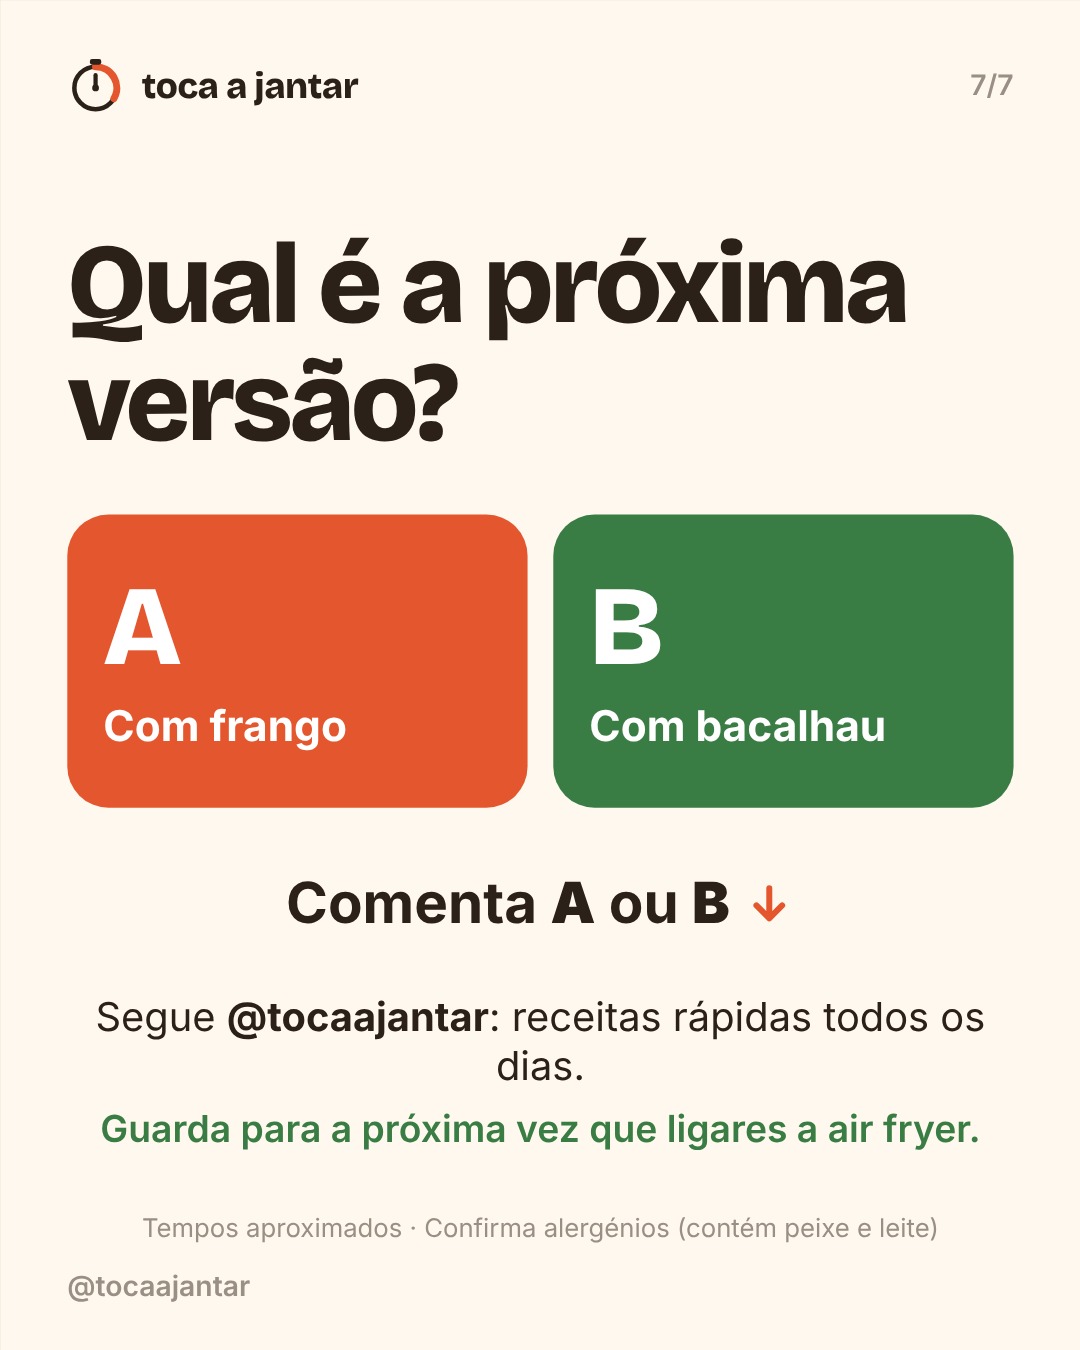 toca a jantar
7/7
Qual é a próxima
versão?
A
Com frango
B
Com bacalhau
Comenta A ou B ↓
Segue @tocaajantar: receitas rápidas todos os
dias.
Guarda para a próxima vez que ligares a air fryer.
Tempos aproximados · Confirma alergénios (contém peixe e leite)
@tocaajantar